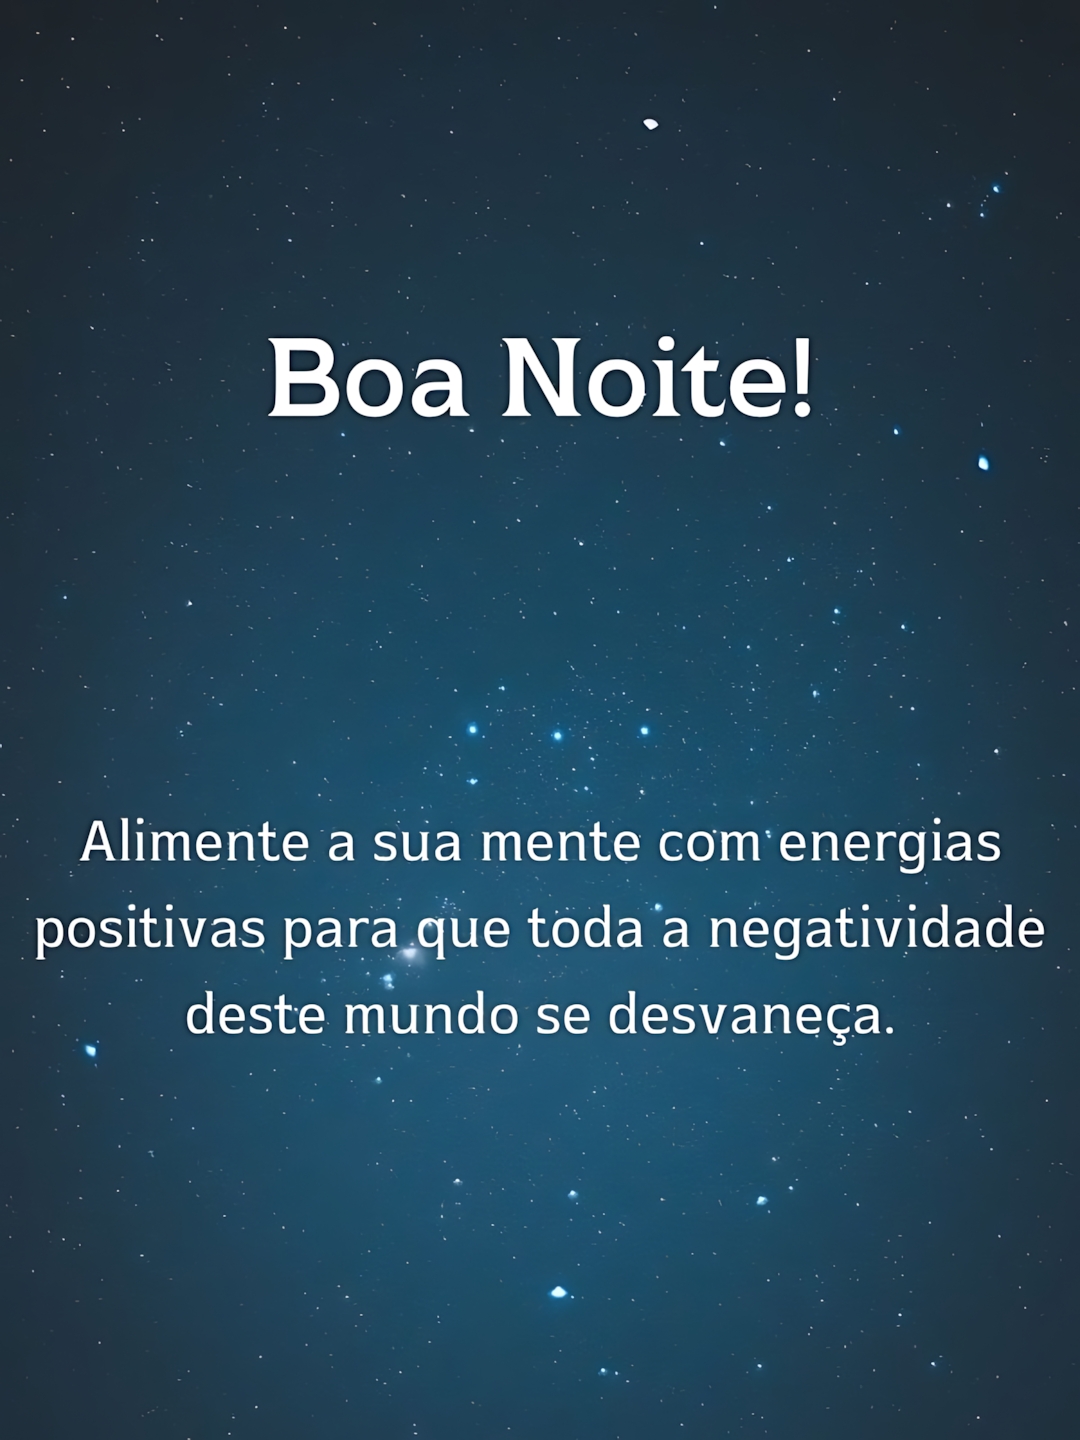 Boa Noite!
Alimente a sua mente com energias
positivas para que toda a negatividade
deste mundo se desvaneça.